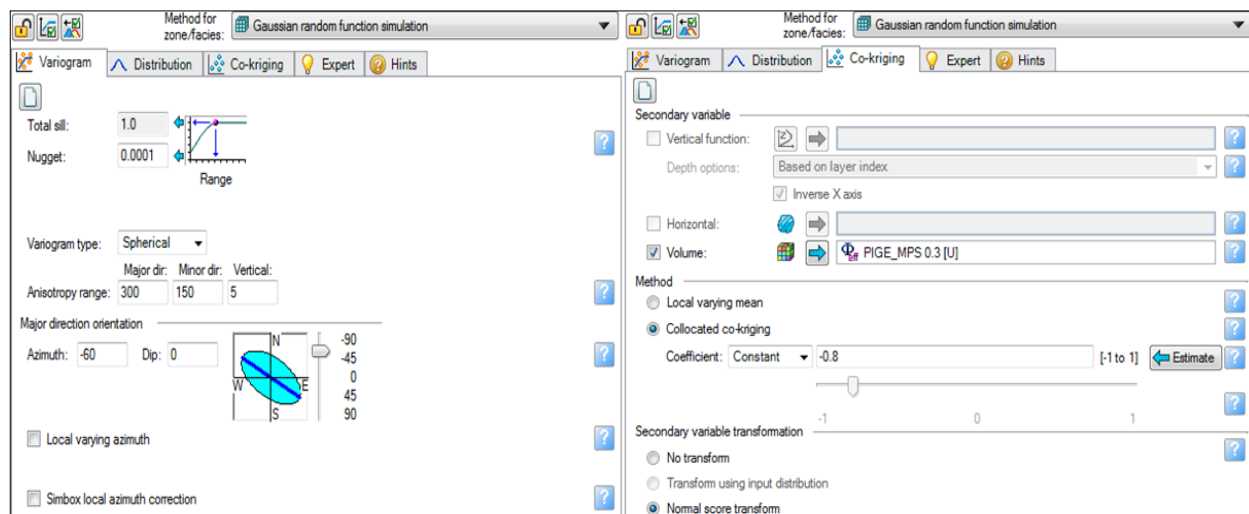 Method for zone/facies: Gaussian random function simulation
Variogram Distribution Co-kriging Expert Hints
Total sill: 1.0
Nugget: 0.0001
Range
Variogram type: Spherical
Major dir: Minor dir: Vertical:
Anisotropy range: 300 150 5
Major direction orientation
Azimuth: -60 Dip: 0
N
W E
S
-90
-45
0
45
90
Local varying azimuth
Simbox local azimuth correction
Method for zone/facies: Gaussian random function simulation
Variogram Distribution Co-kriging Expert Hints
Secondary variable
Vertical function:
Depth options: Based on layer index
Inverse X axis
Horizontal:
Volume: Φeff PIGE_MPS 0.3 [U]
Method
Local varying mean
Collocated co-kriging
Coefficient: Constant -0.8 [-1 to 1] Estimate
-1 0 1
Secondary variable transformation
No transform
Transform using input distribution
Normal score transform